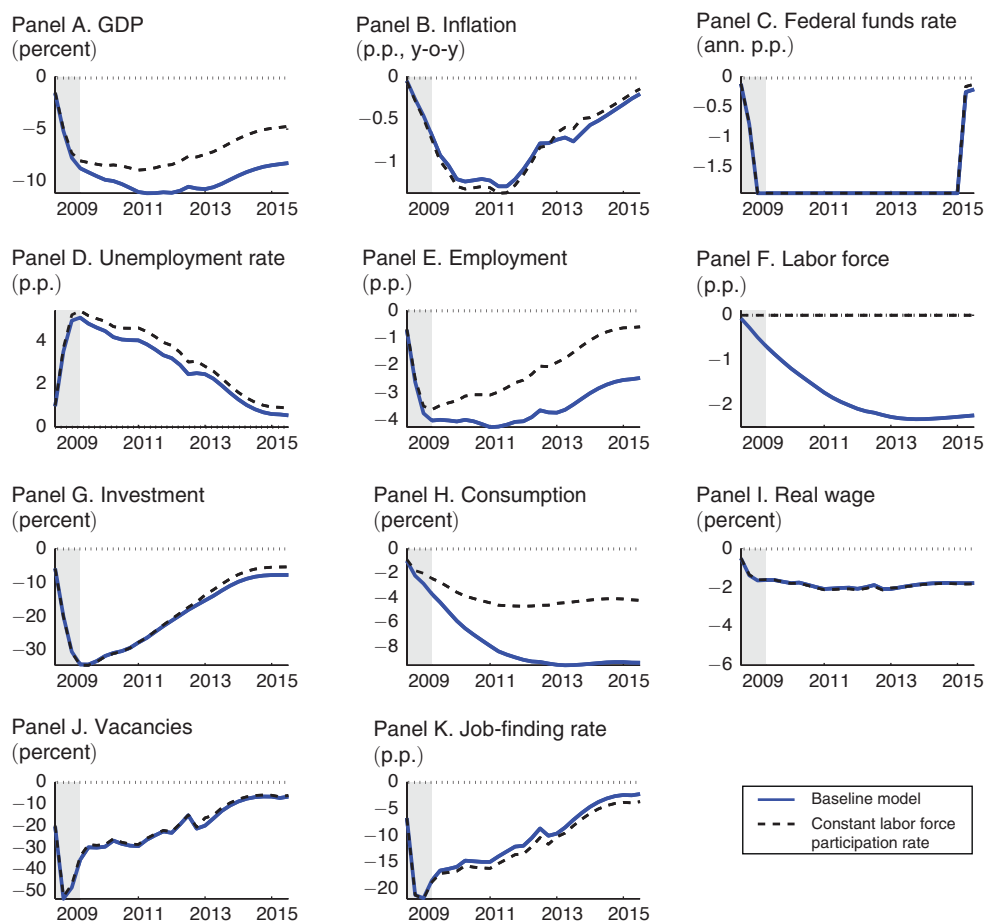 Panel A. GDP
(percent)
0
−5
−10
2009 2011 2013 2015
Panel B. Inflation
(p.p., y-o-y)
0
−0.5
−1
2009 2011 2013 2015
Panel C. Federal funds rate
(ann. p.p.)
0
−0.5
−1
−1.5
2009 2011 2013 2015
Panel D. Unemployment rate
(p.p.)
4
2
0
2009 2011 2013 2015
Panel E. Employment
(p.p.)
0
−1
−2
−3
−4
2009 2011 2013 2015
Panel F. Labor force
(p.p.)
0
−1
−2
2009 2011 2013 2015
Panel G. Investment
(percent)
0
−10
−20
−30
2009 2011 2013 2015
Panel H. Consumption
(percent)
0
−2
−4
−6
−8
2009 2011 2013 2015
Panel I. Real wage
(percent)
0
−2
−4
−6
2009 2011 2013 2015
Panel J. Vacancies
(percent)
0
−10
−20
−30
−40
−50
2009 2011 2013 2015
Panel K. Job-finding rate
(p.p.)
0
−5
−10
−15
−20
2009 2011 2013 2015
Baseline model
Constant labor force
participation rate